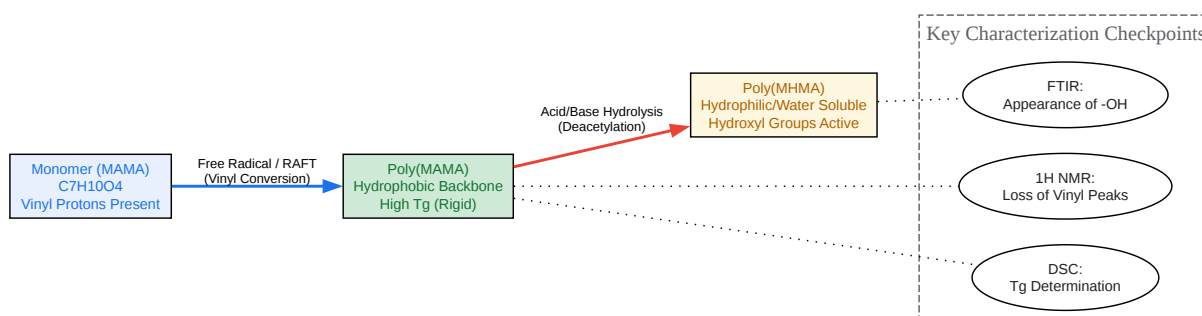 Key Characterization Checkpoints
Poly(MHMA)
Hydrophilic/Water Soluble
Hydroxyl Groups Active
FTIR:
Appearance of -OH
Acid/Base Hydrolysis
(Deacetylation)
Monomer (MAMA)
C7H10O4
Vinyl Protons Present
Free Radical / RAFT
(Vinyl Conversion)
Poly(MAMA)
Hydrophobic Backbone
High Tg (Rigid)
1H NMR:
Loss of Vinyl Peaks
DSC:
Tg Determination